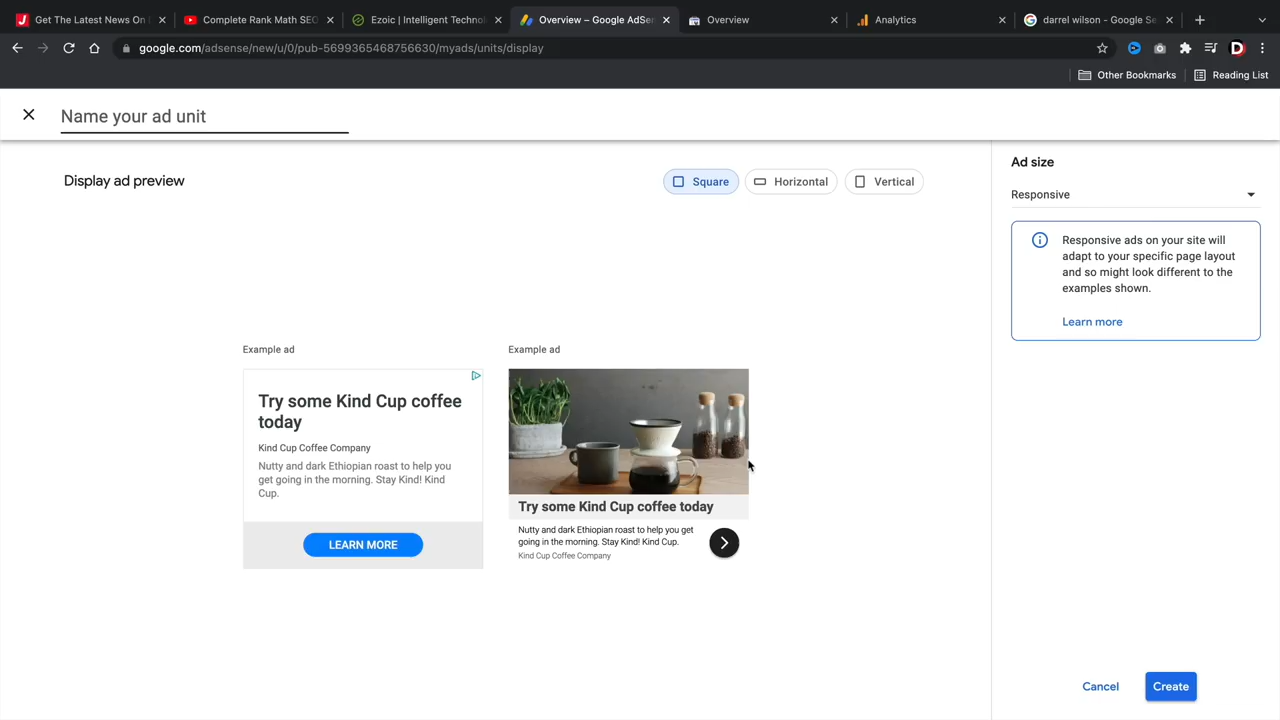 Get The Latest News On
Complete Rank Math SEO
Ezoic | Intelligent Technol
Overview – Google AdSen
Overview
Analytics
darrel wilson - Google Se
google.com/adsense/new/u/0/pub-5699365468756630/myads/units/display
D
Other Bookmarks
Reading List
Name your ad unit
Display ad preview
Square
Horizontal
Vertical
Ad size
Responsive
Responsive ads on your site will
adapt to your specific page layout
and so might look different to the
examples shown.
Learn more
Example ad
Try some Kind Cup coffee
today
Kind Cup Coffee Company
Nutty and dark Ethiopian roast to help you
get going in the morning. Stay Kind! Kind
Cup.
LEARN MORE
Example ad
Try some Kind Cup coffee today
Nutty and dark Ethiopian roast to help you get
going in the morning. Stay Kind! Kind Cup.
Kind Cup Coffee Company
Cancel
Create